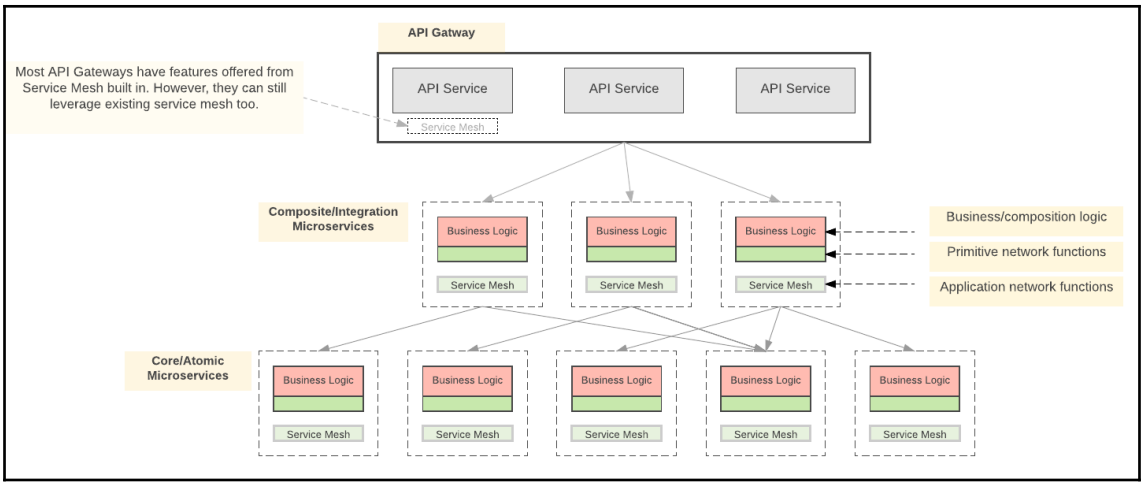 API Gatway
Most API Gateways have features offered from
Service Mesh built in. However, they can still
leverage existing service mesh too.
API Service
API Service
API Service
Service Mesh
Composite/Integration
Microservices
Business Logic
Business Logic
Business Logic
Service Mesh
Service Mesh
Service Mesh
Business/composition logic
Primitive network functions
Application network functions
Core/Atomic
Microservices
Business Logic
Business Logic
Business Logic
Business Logic
Business Logic
Service Mesh
Service Mesh
Service Mesh
Service Mesh
Service Mesh